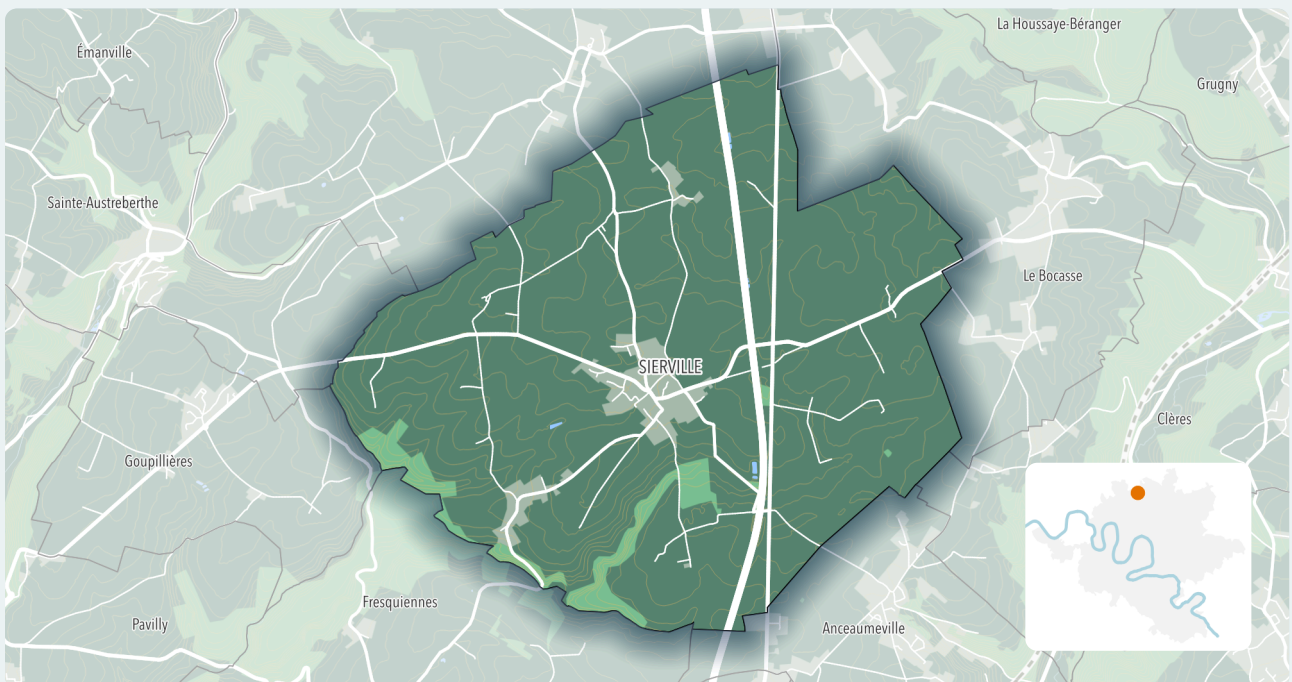 La Houssaye-Béranger
Émanville
Grugny
Sainte-Austreberthe
Le Bocasse
SIERVILLE
Clères
Goupillières
Fresquiennes
Pavilly
Anceaumeville